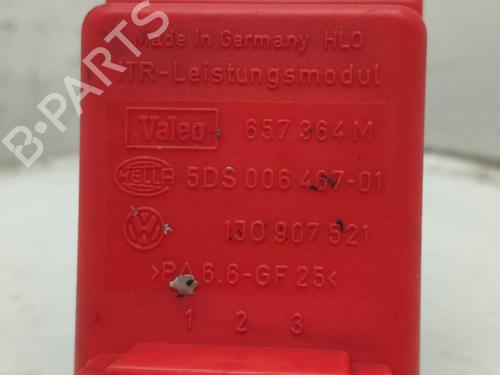 Made in Germany HLO
TR-Leistungsmodul
Valeo 657 364 M
HELLA 5DS 006 467-01
1J0 907 521
>PA 6.6-GF 25<
1 2 3
B-PARTS